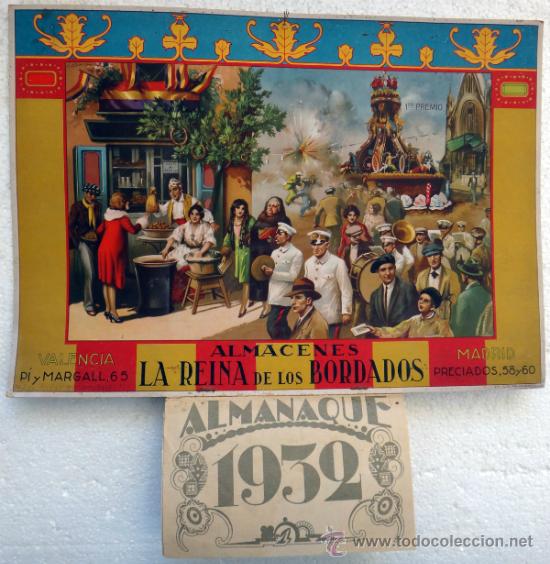 1er PREMIO
ALMACENES
VALENCIA
PÍ y MARGALL, 65
LA REINA DE LOS BORDADOS
MADRID
PRECIADOS, 58 y 60
ALMANAQUE
1932
todocoleccion.net